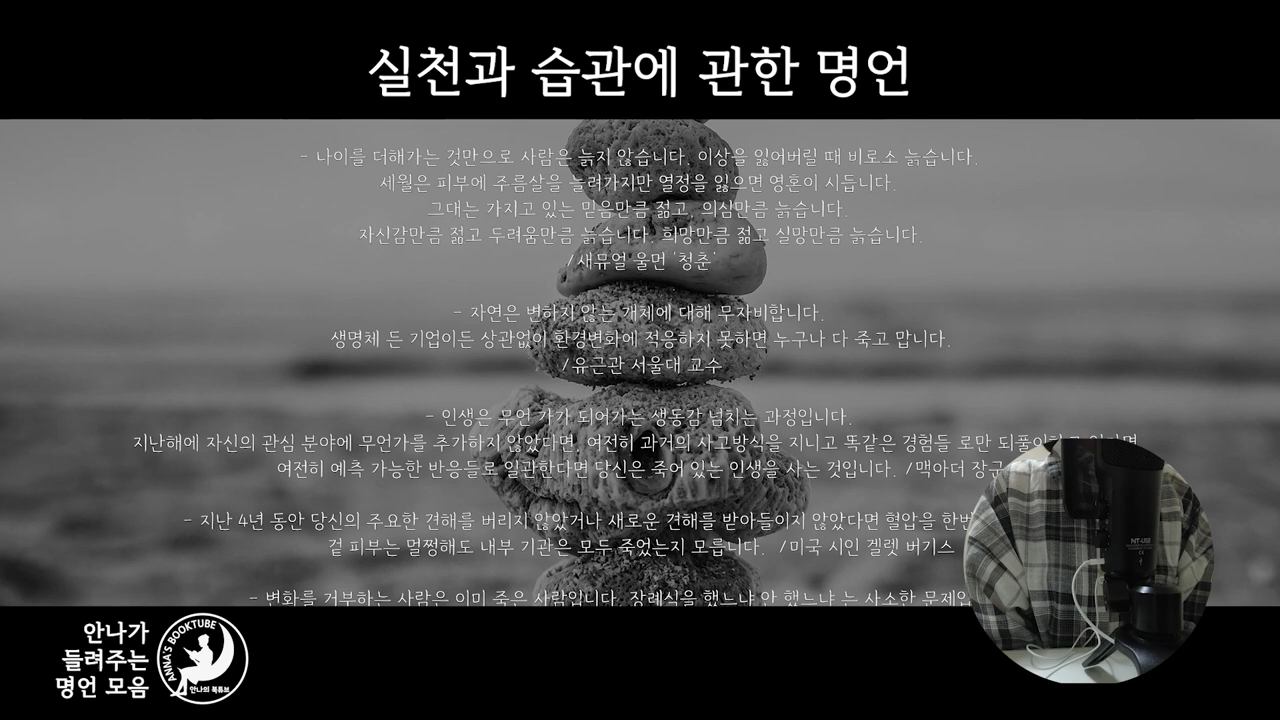 실천과 습관에 관한 명언
- 나이를 더해가는 것만으로 사람은 늙지 않습니다. 이상을 잃어버릴 때 비로소 늙습니다.
세월은 피부에 주름살을 늘려가지만 열정을 잃으면 영혼이 시듭니다.
그대는 가지고 있는 믿음만큼 젊고, 의심만큼 늙습니다.
자신감만큼 젊고 두려움만큼 늙습니다. 희망만큼 젊고 실망만큼 늙습니다.
/새뮤얼 울먼 '청춘'
- 자연은 변하지 않는 개체에 대해 무자비합니다.
생명체 든 기업이든 상관없이 환경변화에 적응하지 못하면 누구나 다 죽고 맙니다.
/유근관 서울대 교수
- 인생은 무언 가가 되어가는 생동감 넘치는 과정입니다.
지난해에 자신의 관심 분야에 무언가를 추가하지 않았다면, 여전히 과거의 사고방식을 지니고 똑같은 경험들 로만
여전히 예측 가능한 반응들로 일관한다면 당신은 죽어 있는 인생을 사는 것입니다. /맥아더 장군
- 지난 4년 동안 당신의 주요한 견해를 버리지 않았거나 새로운 견해를 받아들이지 않았다면 혈압을
겉 피부는 멀쩡해도 내부 기관은 모두 죽었는지 모릅니다. /미국 시인 겔렛 버기스
- 변화를 거부하는 사람은 이미 죽은 사람입니다. 장례식을 했느냐 안 했느냐 는 사소한
안나가
들려주는
명언 모음
ANNA'S BOOKTUBE
안나의 북튜브
NT-USB